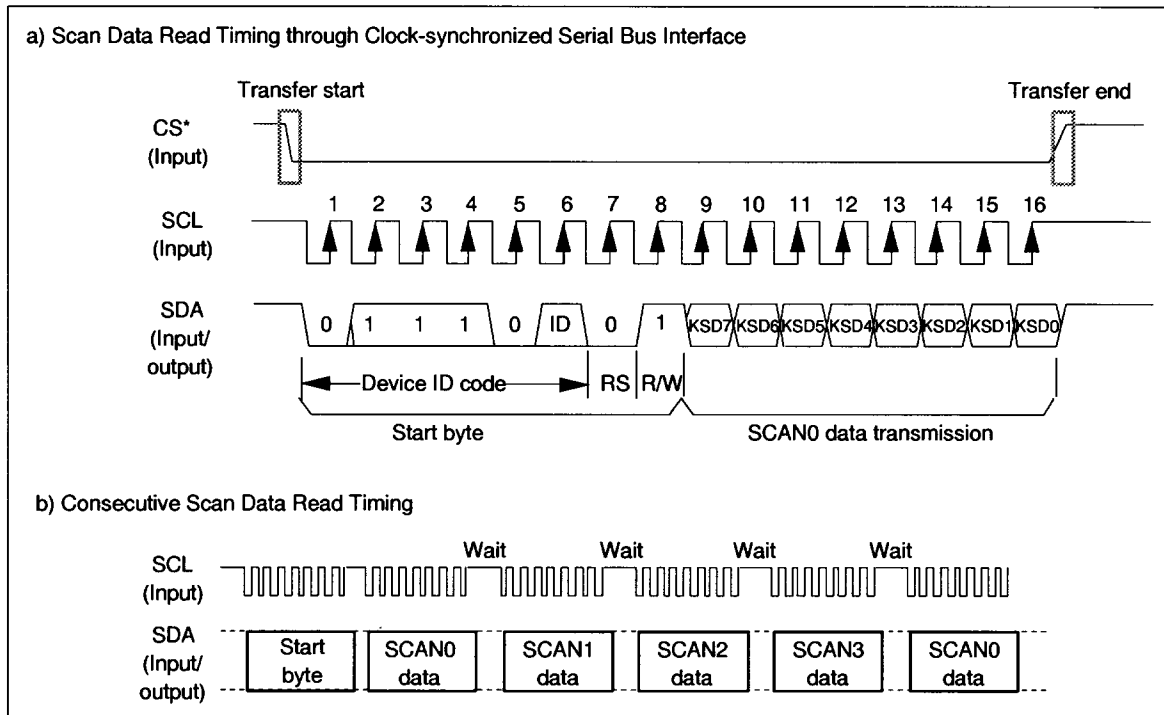 a) Scan Data Read Timing through Clock-synchronized Serial Bus Interface
Transfer start
Transfer end
CS*
(Input)
1 2 3 4 5 6 7 8 9 10 11 12 13 14 15 16
SCL
(Input)
SDA
(Input/
output)
0 1 1 1 0 ID 0 1 KSD7 KSD6 KSD5 KSD4 KSD3 KSD2 KSD1 KSD0
Device ID code RS R/W
Start byte
SCAN0 data transmission
b) Consecutive Scan Data Read Timing
Wait Wait Wait Wait
SCL
(Input)
SDA
(Input/
output)
Start
byte
SCAN0
data
SCAN1
data
SCAN2
data
SCAN3
data
SCAN0
data